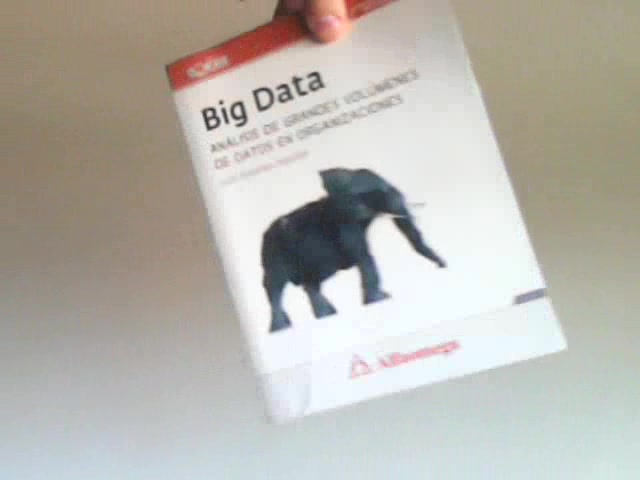 Big Data
ANÁLISIS DE GRANDES VOLÚMENES
DE DATOS EN ORGANIZACIONES
Alfaomega